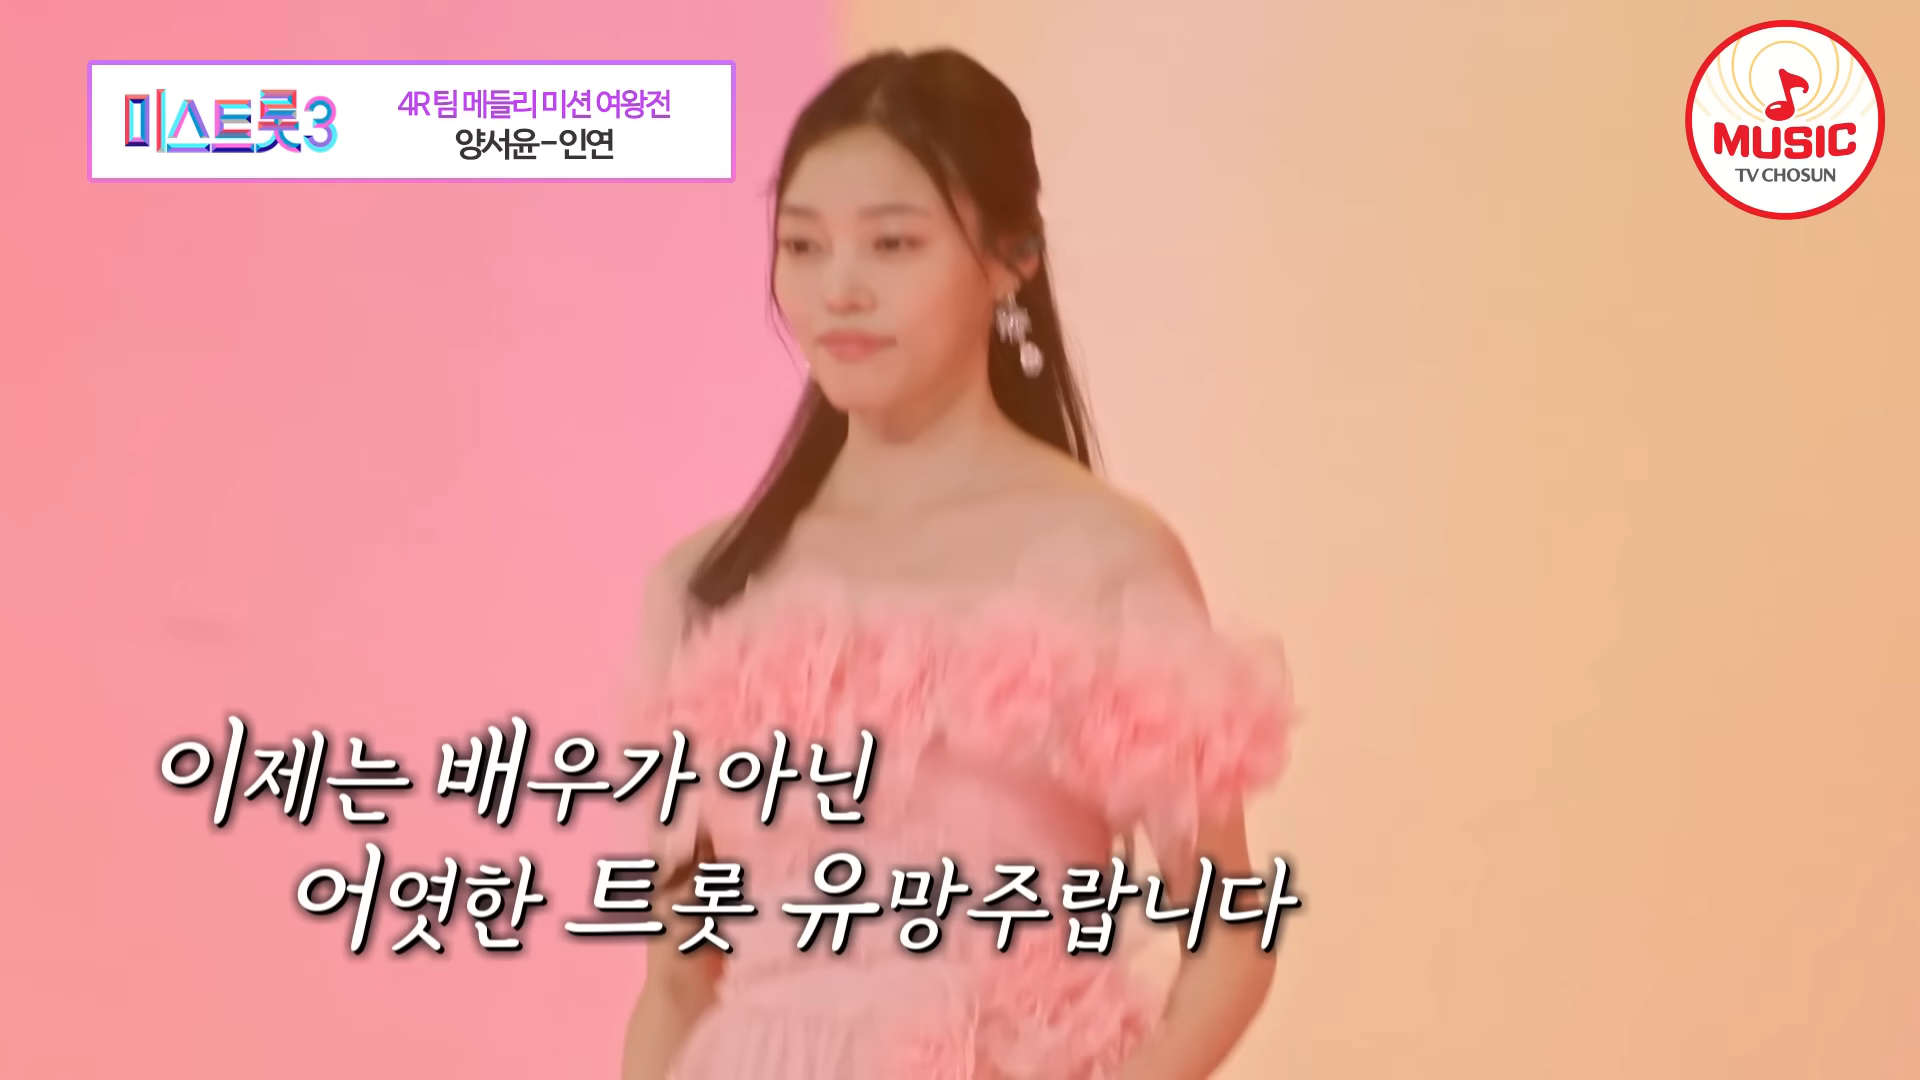 미스트롯3
4R 팀 메들리 미션 여왕전
양서윤-인연
MUSIC
TV CHOSUN
이제는 배우가 아닌
어엿한 트롯 유망주랍니다